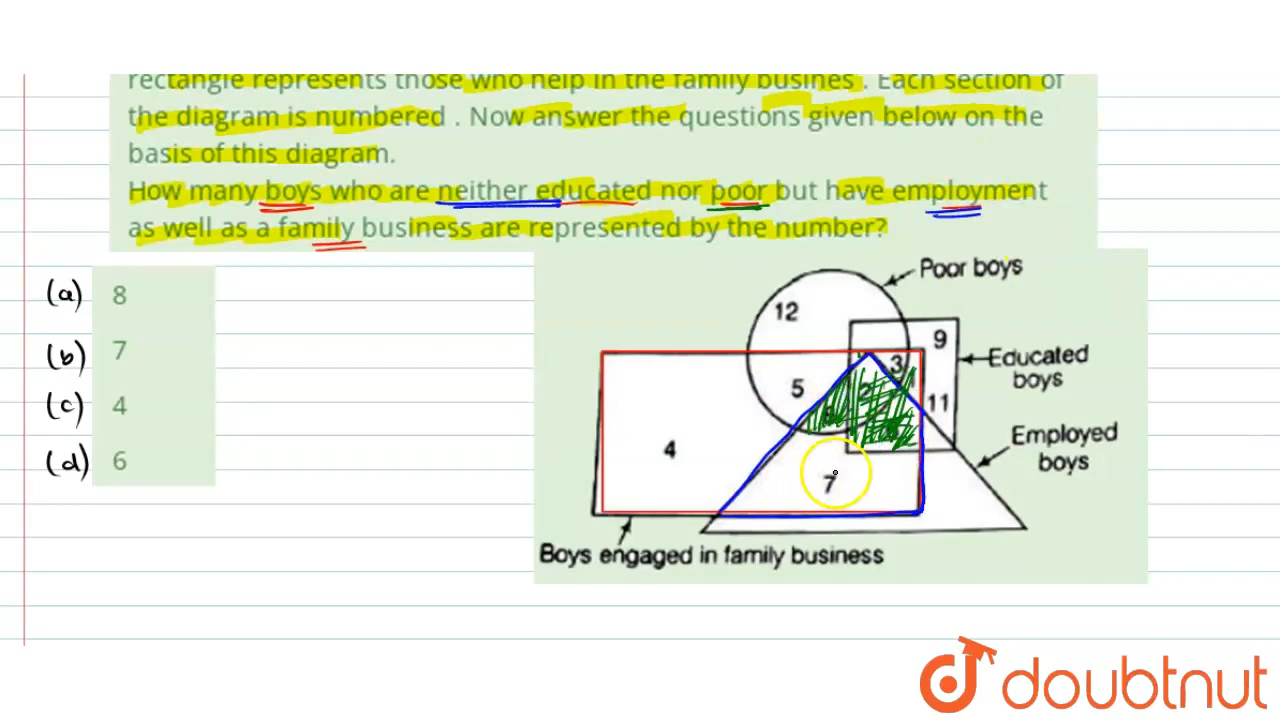 rectangle represents those who help in the family busines . Each section of
the diagram is numbered . Now answer the questions given below on the
basis of this diagram.
How many boys who are neither educated nor poor but have employment
as well as a family business are represented by the number?
(a) 8
(b) 7
(c) 4
(d) 6
Poor boys
12
9
Educated
boys
3
5
2
11
4
Employed
boys
7
Boys engaged in family business
doubtnut